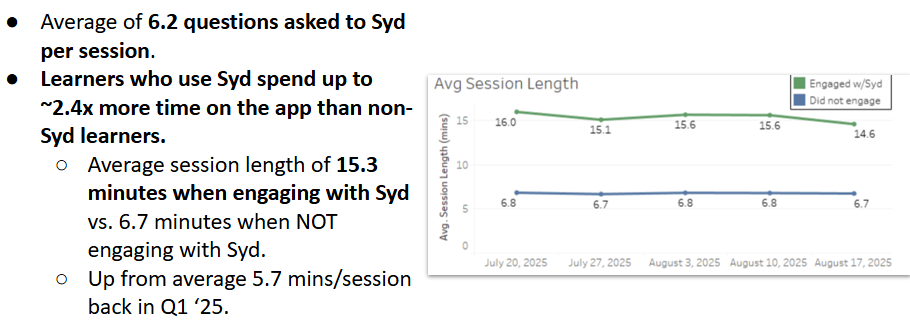 ● Average of 6.2 questions asked to Syd
per session.
● Learners who use Syd spend up to
~2.4x more time on the app than non-
Syd learners.
○ Average session length of 15.3
minutes when engaging with Syd
vs. 6.7 minutes when NOT
engaging with Syd.
○ Up from average 5.7 mins/session
back in Q1 ‘25.
Avg Session Length
Engaged w/Syd
Did not engage
Avg. Session Length (mins)
15
10
5
0
16.0
15.1
15.6
15.6
14.6
6.8
6.7
6.8
6.8
6.7
July 20, 2025
July 27, 2025
August 3, 2025
August 10, 2025
August 17, 2025